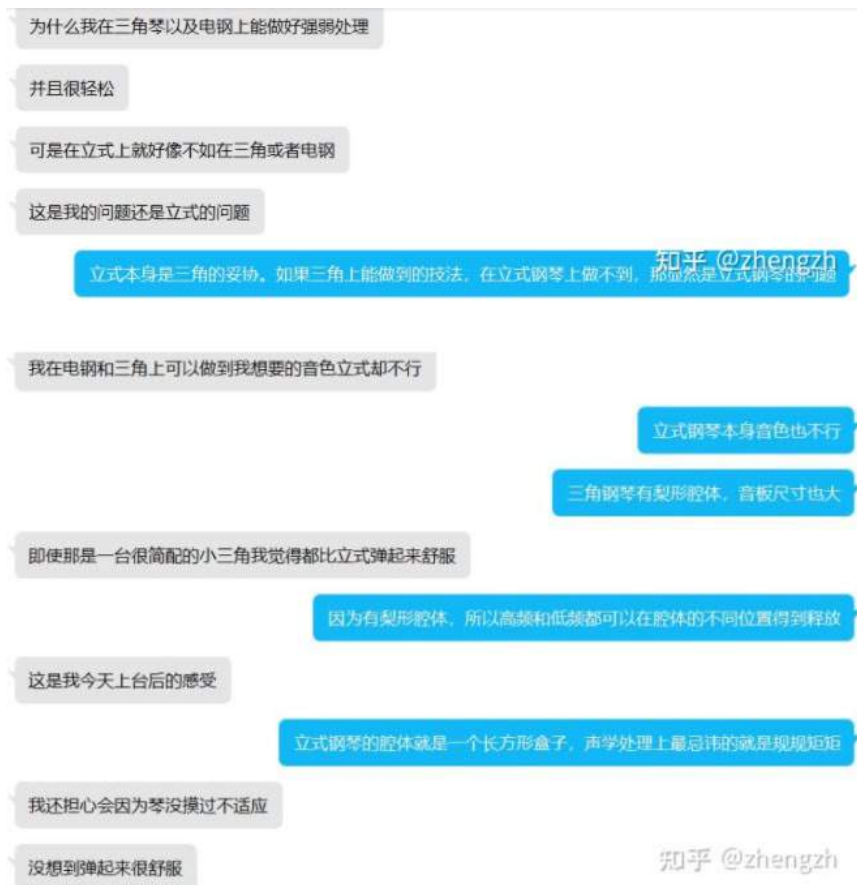 为什么我在三角琴以及电钢上能做好强弱处理
并且很轻松
可是在立式上就好像不如在三角或者电钢
这是我的问题还是立式的问题
知乎 @zhengzh
立式本身是三角的妥协。如果三角上能做到的技法，在立式钢琴上做不到，那显然是立式钢琴的问题
我在电钢和三角上可以做到我想要的音色立式却不行
立式钢琴本身音色也不行
三角钢琴有梨形腔体，音板尺寸也大
即使那是一台很简配的小三角我觉得都比立式弹起来舒服
因为有梨形腔体，所以高频和低频都可以在腔体的不同位置得到释放
这是我今天上台后的感受
立式钢琴的腔体就是一个长方形盒子，声学处理上最忌讳的就是规规矩矩
我还担心会因为琴没摸过不适应
没想到弹起来很舒服
知乎 @zhengzh